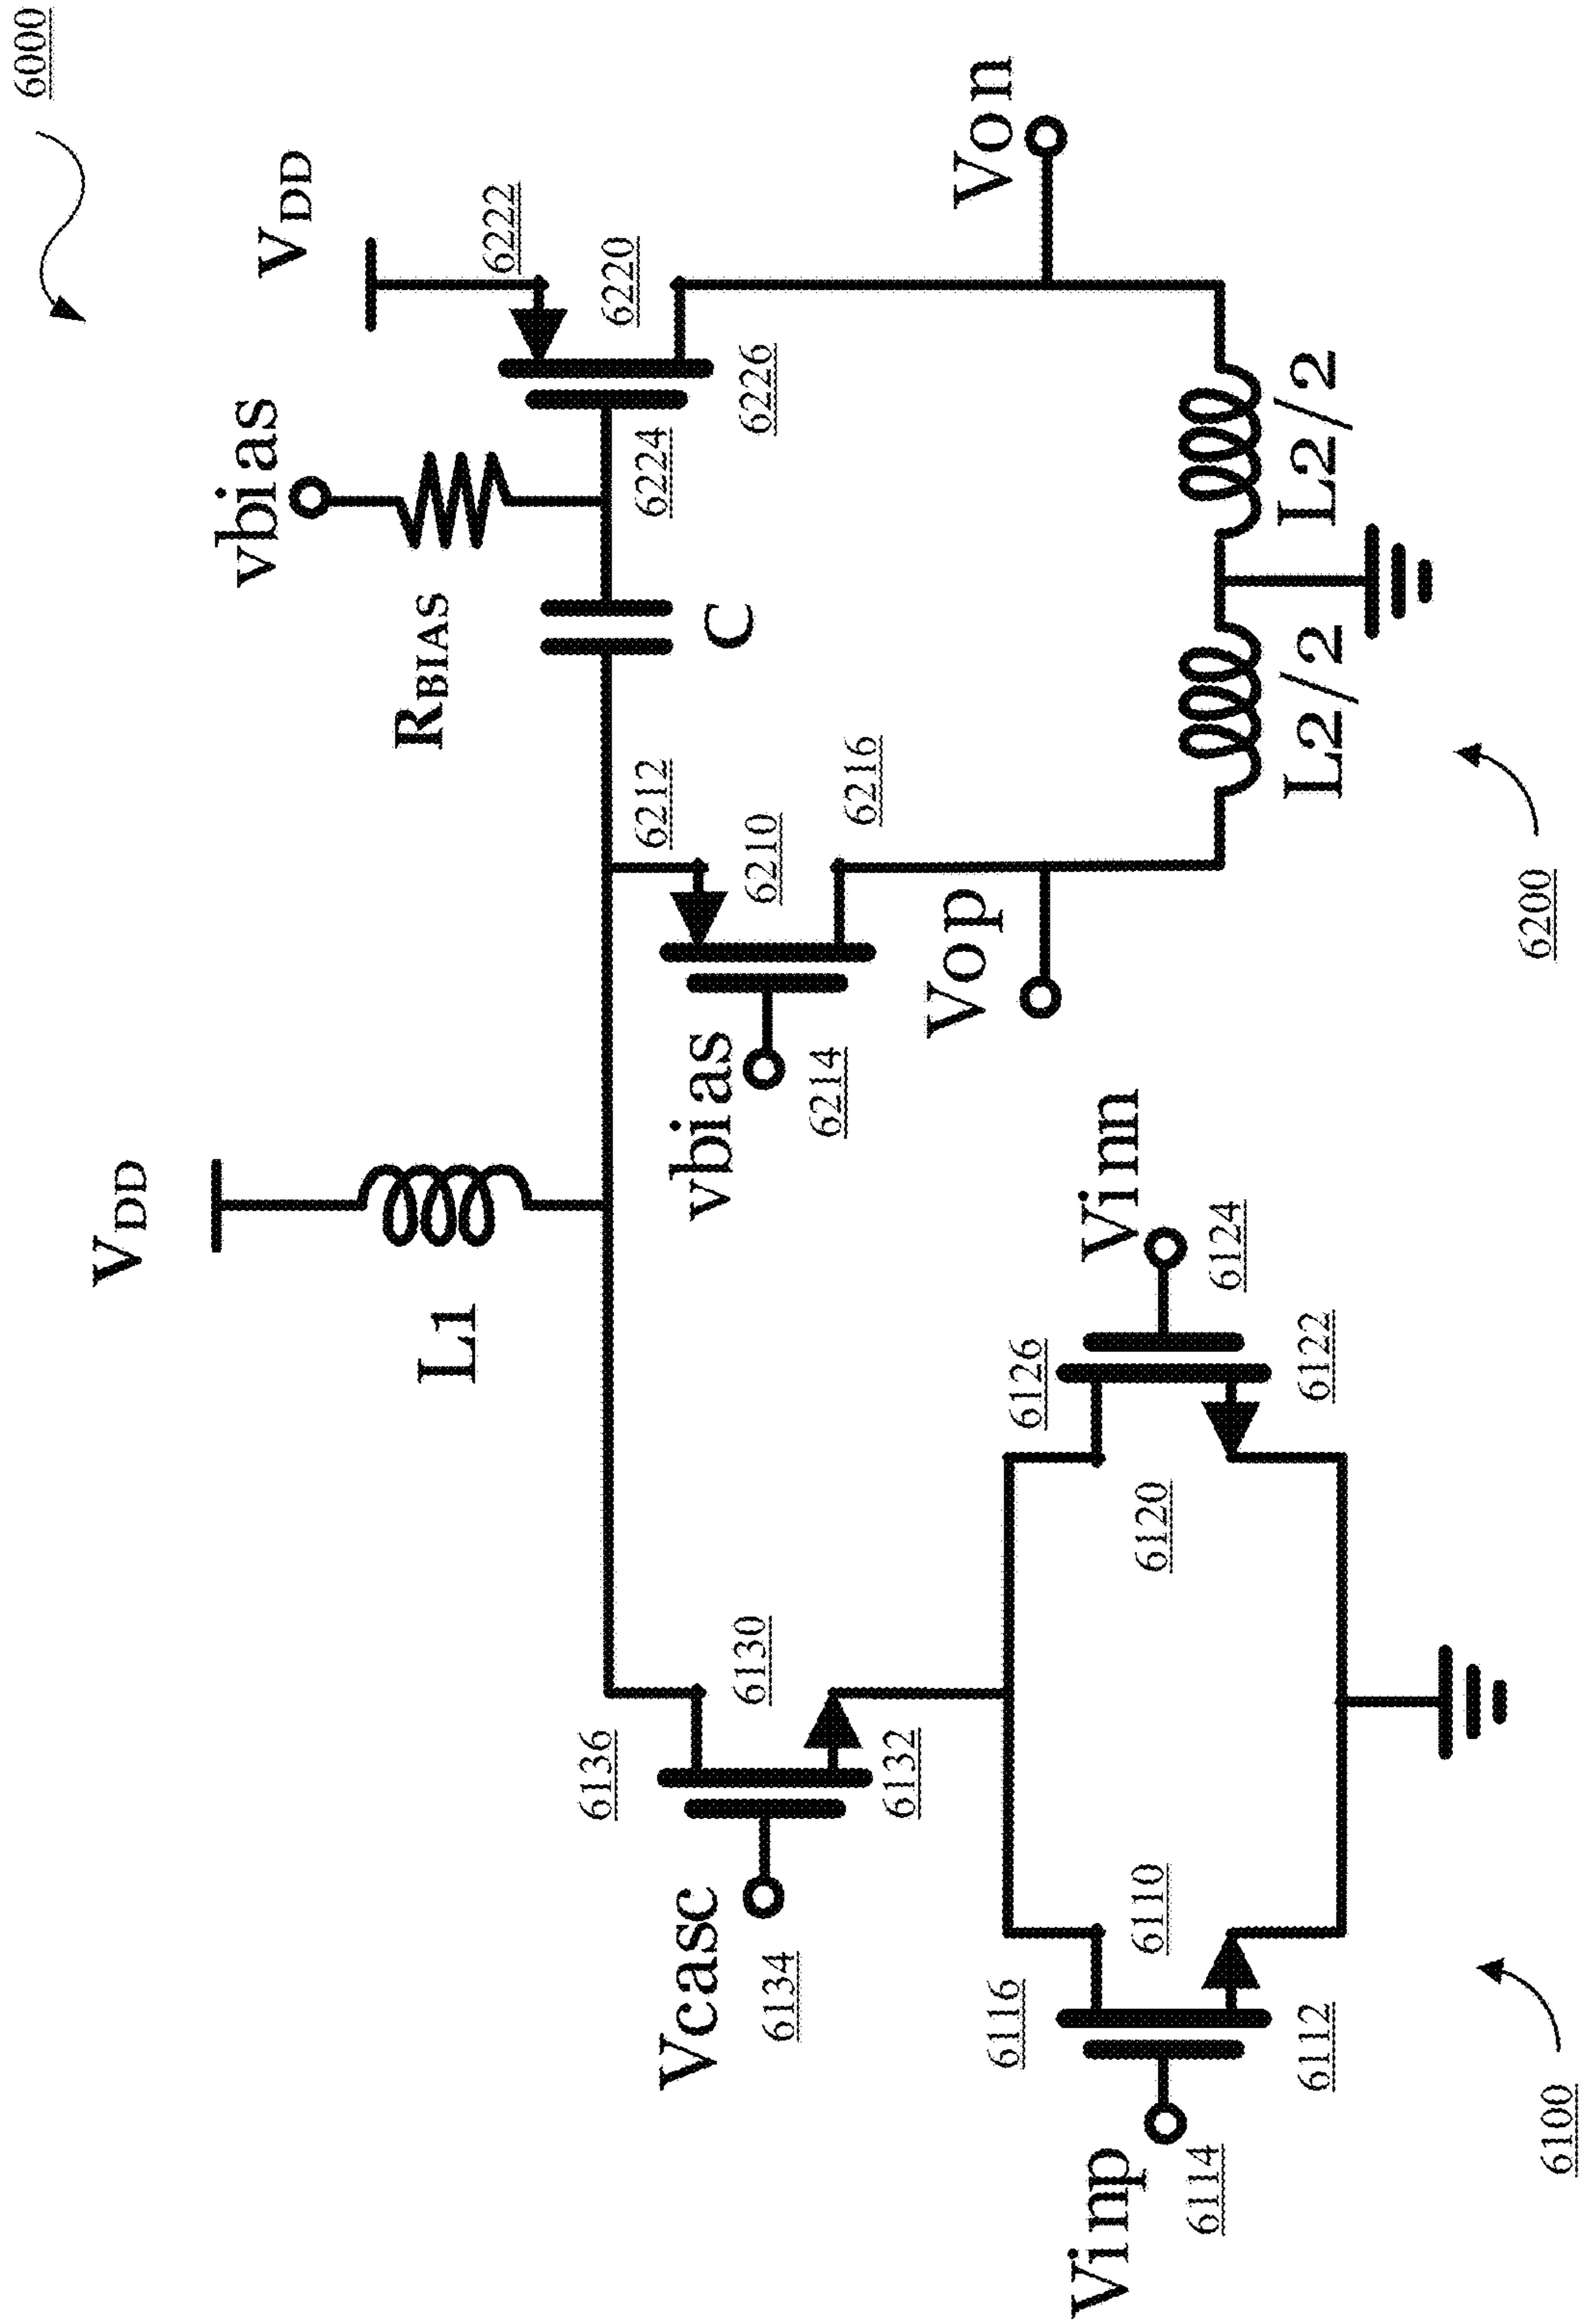 6000
VDD
VDD
vbias
L1
RBIAS
6222
6136
6212
C
6224
6220
Vcasc
6134
6130
vbias
6214
6210
6226
6132
6216
Vop
Von
6116
6126
Vinp
6114
6110
6120
Vinn
6124
6112
6122
L2/2
L2/2
6100
6200